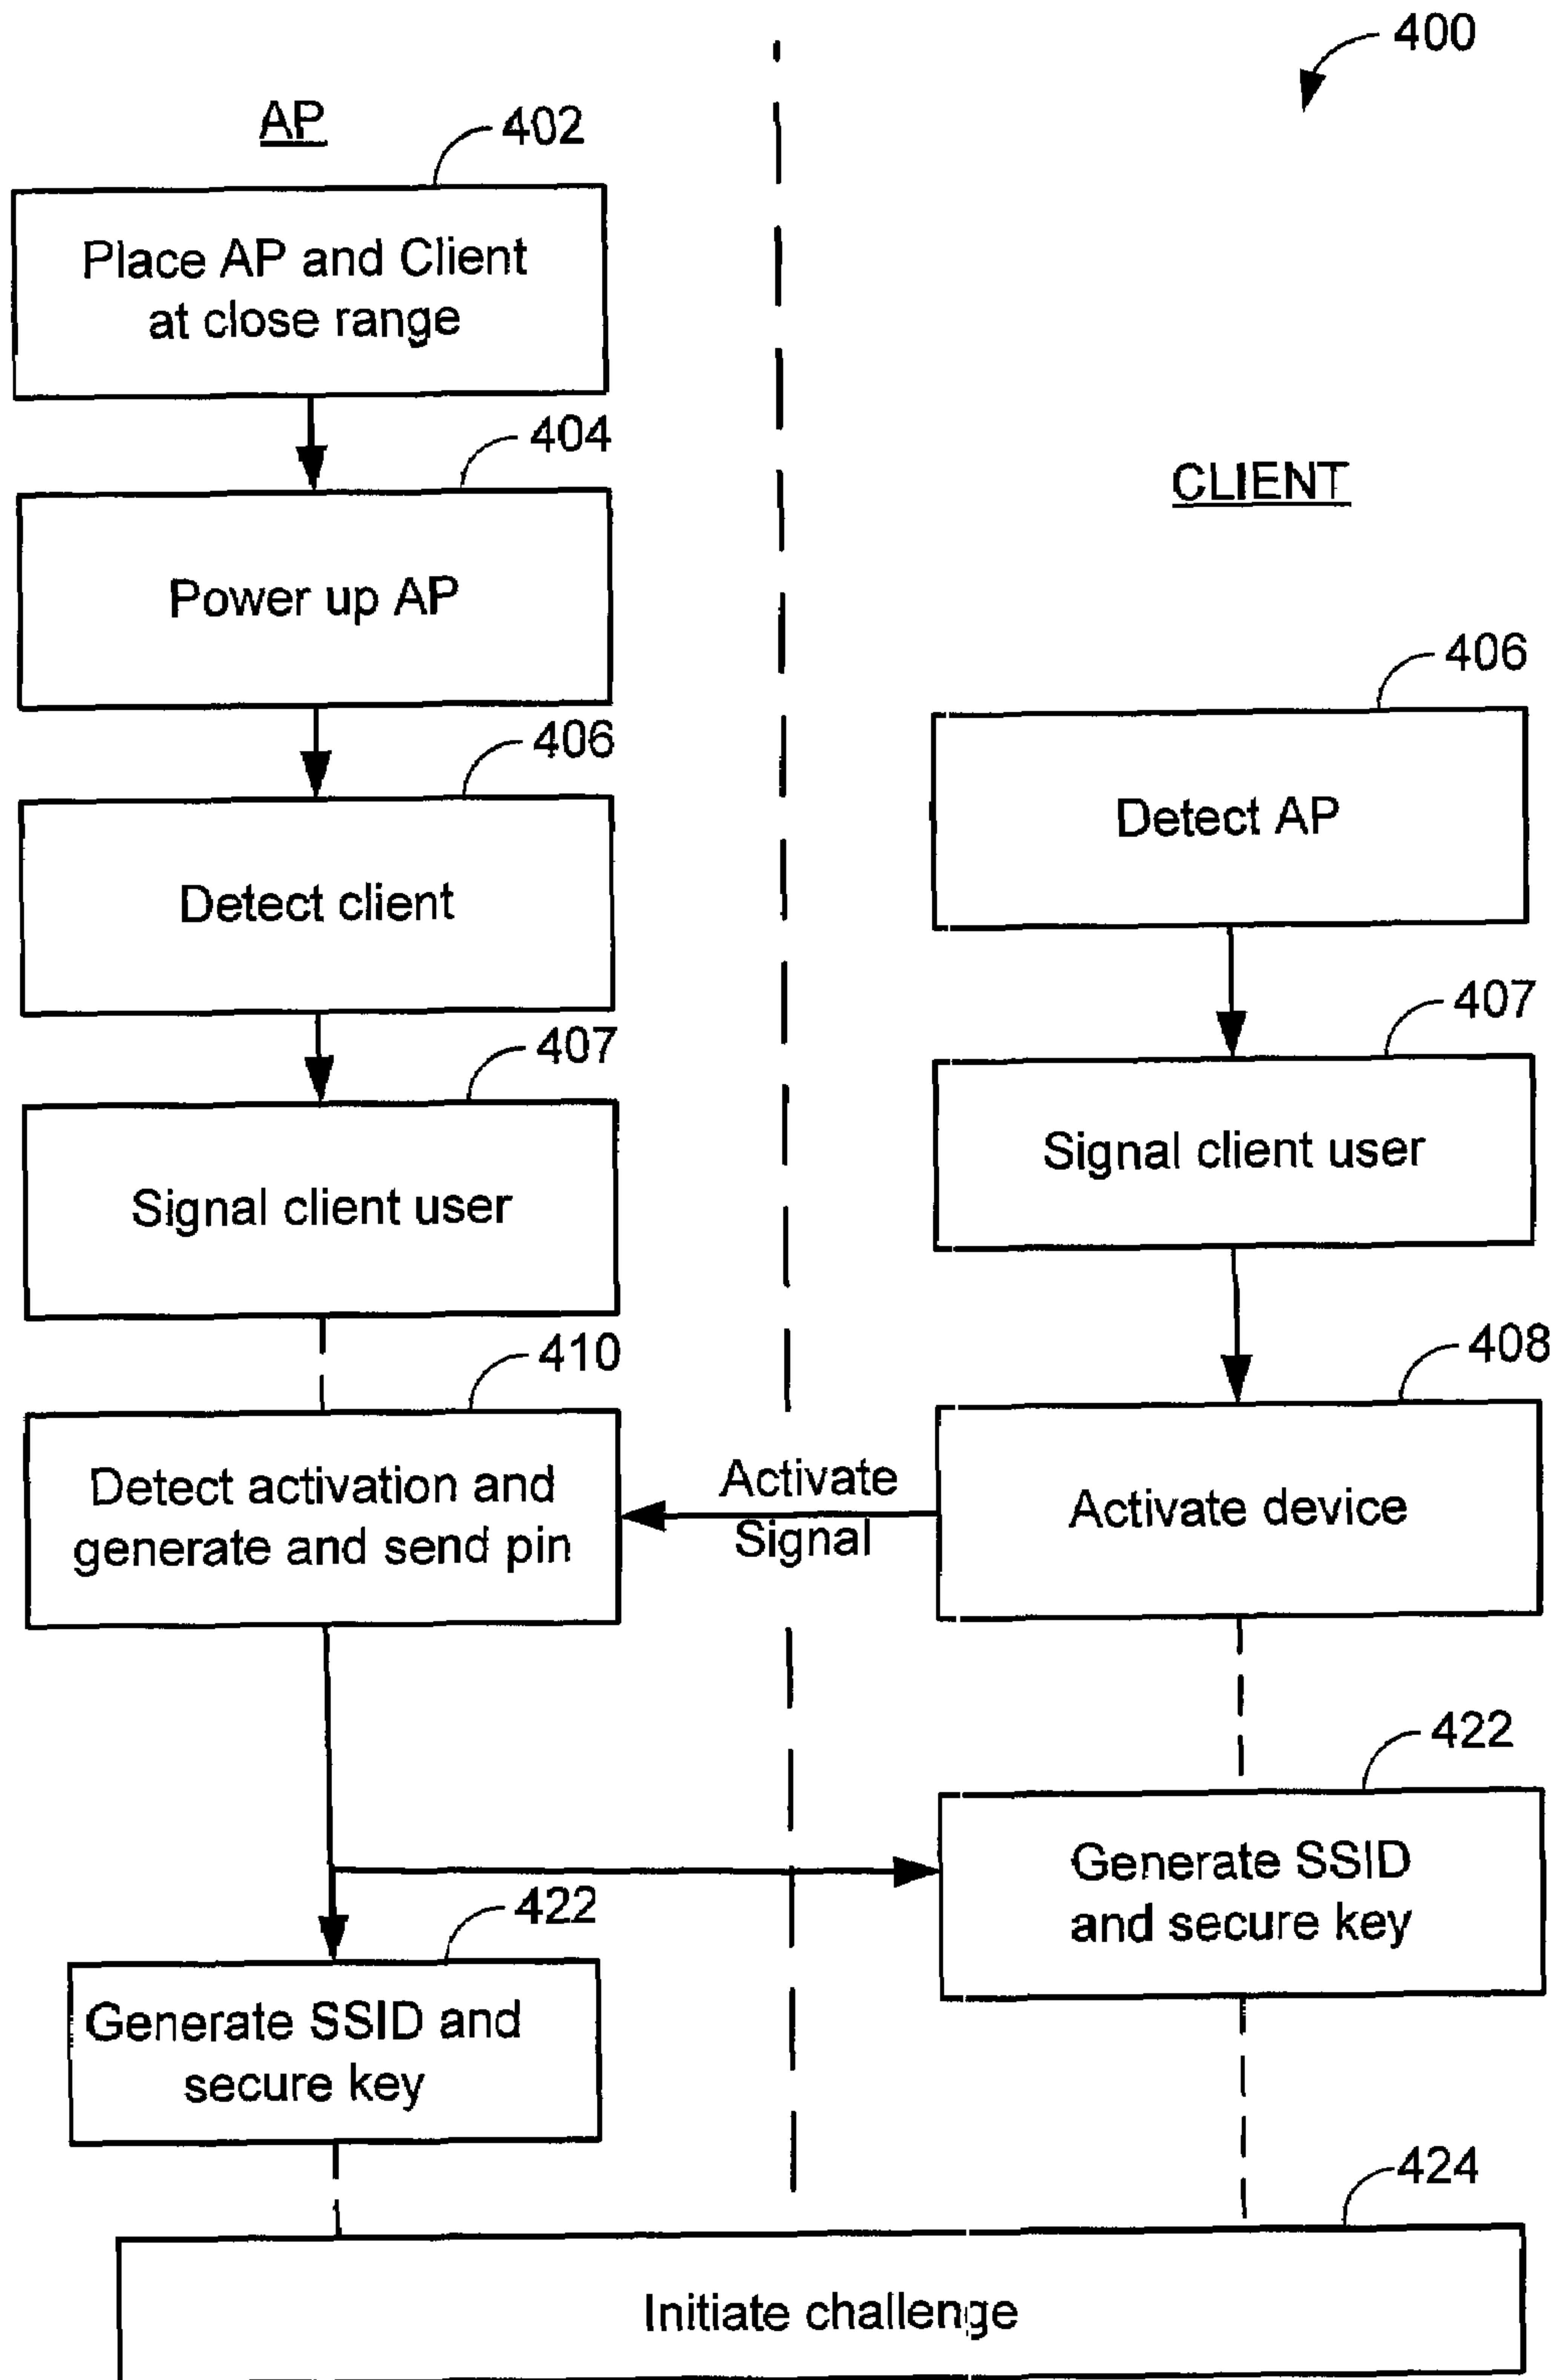 400
AP
402
Place AP and Client
at close range
404
Power up AP
CLIENT
406
Detect AP
406
Detect client
407
Signal client user
407
Signal client user
408
Activate device
Activate
Signal
410
Detect activation and
generate and send pin
422
Generate SSID
and secure key
422
Generate SSID and
secure key
424
Initiate challenge